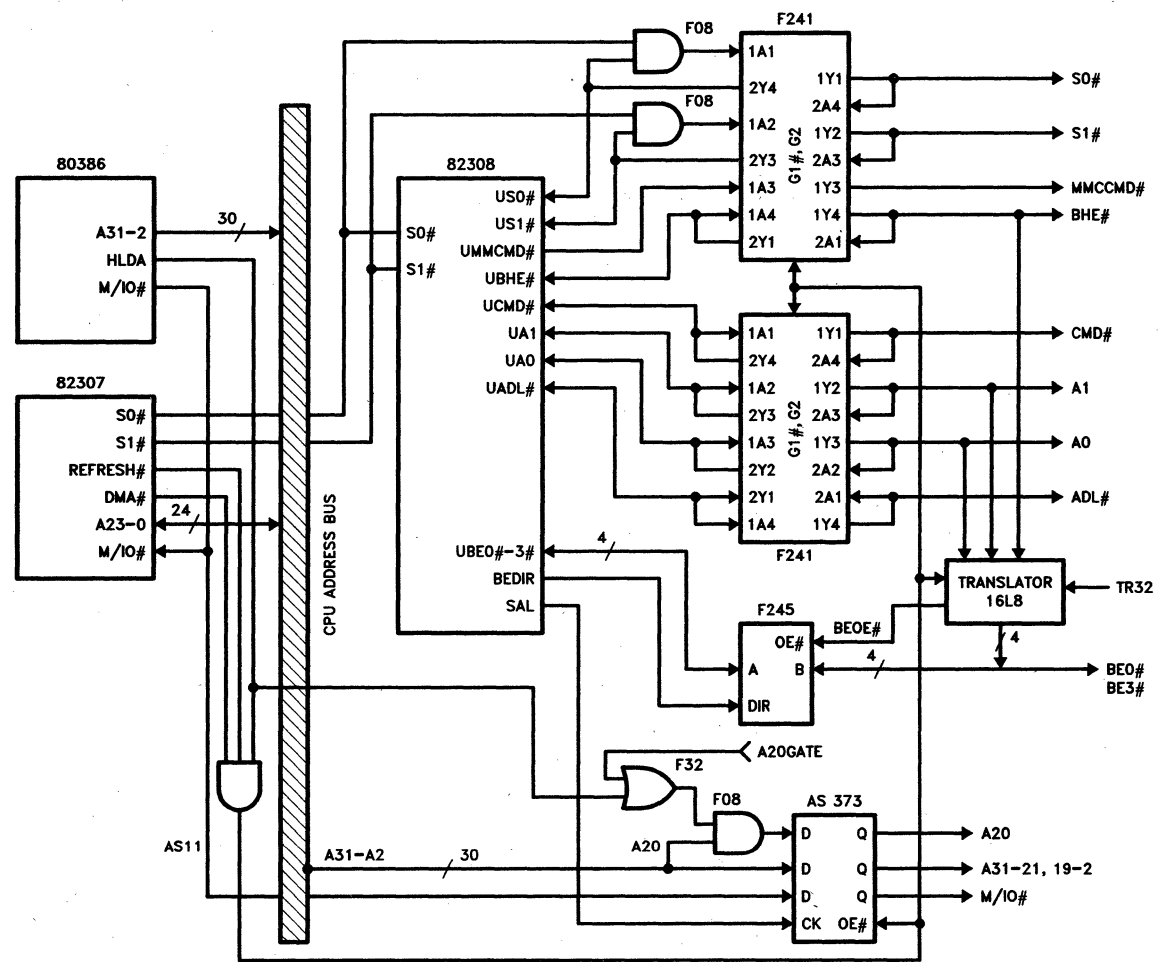 F241
F08
1A1
1Y1
S0#
2Y4
2A4
F08
1A2
1Y2
S1#
2Y3
2A3
G1#, G2
1A3
1Y3
MMCCMD#
1A4
1Y4
BHE#
2Y1
2A1
80386
A31-2
30
HLDA
M/IO#
82307
S0#
S1#
REFRESH#
DMA#
A23-0
24
M/IO#
CPU ADDRESS BUS
82308
S0#
S1#
US0#
US1#
UMMCMD#
UBHE#
UCMD#
UA1
UA0
UADL#
UBE0#-3#
4
BEDIR
SAL
1A1
1Y1
CMD#
2Y4
2A4
1A2
1Y2
A1
2Y3
2A3
G1#, G2
1A3
1Y3
A0
2Y2
2A2
2Y1
2A1
ADL#
1A4
1Y4
F241
TRANSLATOR
16L8
TR32
4
F245
OE#
BEOE#
A
B
4
BE0#
BE3#
DIR
A20GATE
F32
F08
AS 373
AS11
A31-A2
30
A20
D
Q
A20
D
Q
A31-21, 19-2
D
Q
M/IO#
CK
OE#